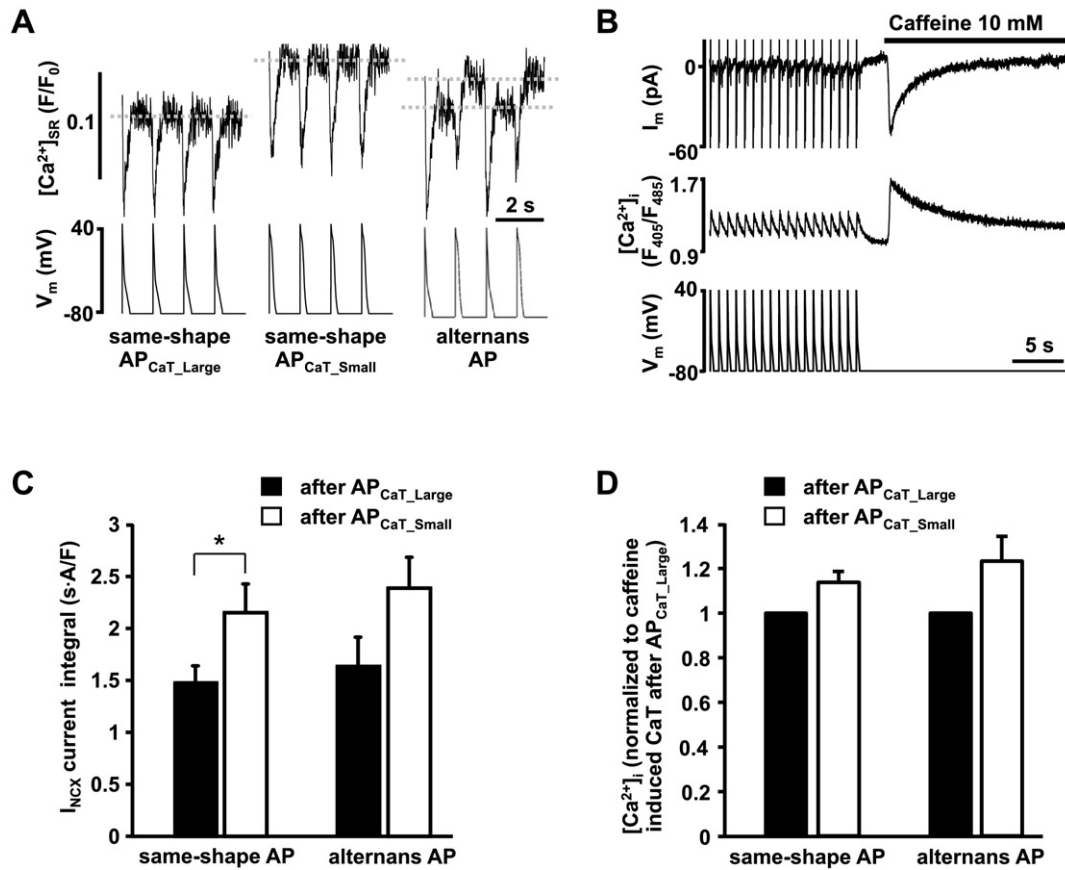 A
[Ca²⁺]SR (F/F₀)
0.1
2 s
Vm (mV)
40
-80
same-shape
APCaT_Large
same-shape
APCaT_Small
alternans
AP
B
Caffeine 10 mM
Im (pA)
0
-60
[Ca²⁺]i
(F₄₀₅/F₄₈₅)
1.7
0.9
Vm (mV)
40
-80
5 s
C
after APCaT_Large
after APCaT_Small
INCX current integral (s·A/F)
3
2.5
2
1.5
1
0.5
0
*
same-shape AP
alternans AP
D
after APCaT_Large
after APCaT_Small
[Ca²⁺]i (normalized to caffeine
induced CaT after APCaT_Large)
1.4
1.2
1
0.8
0.6
0.4
0.2
0
same-shape AP
alternans AP